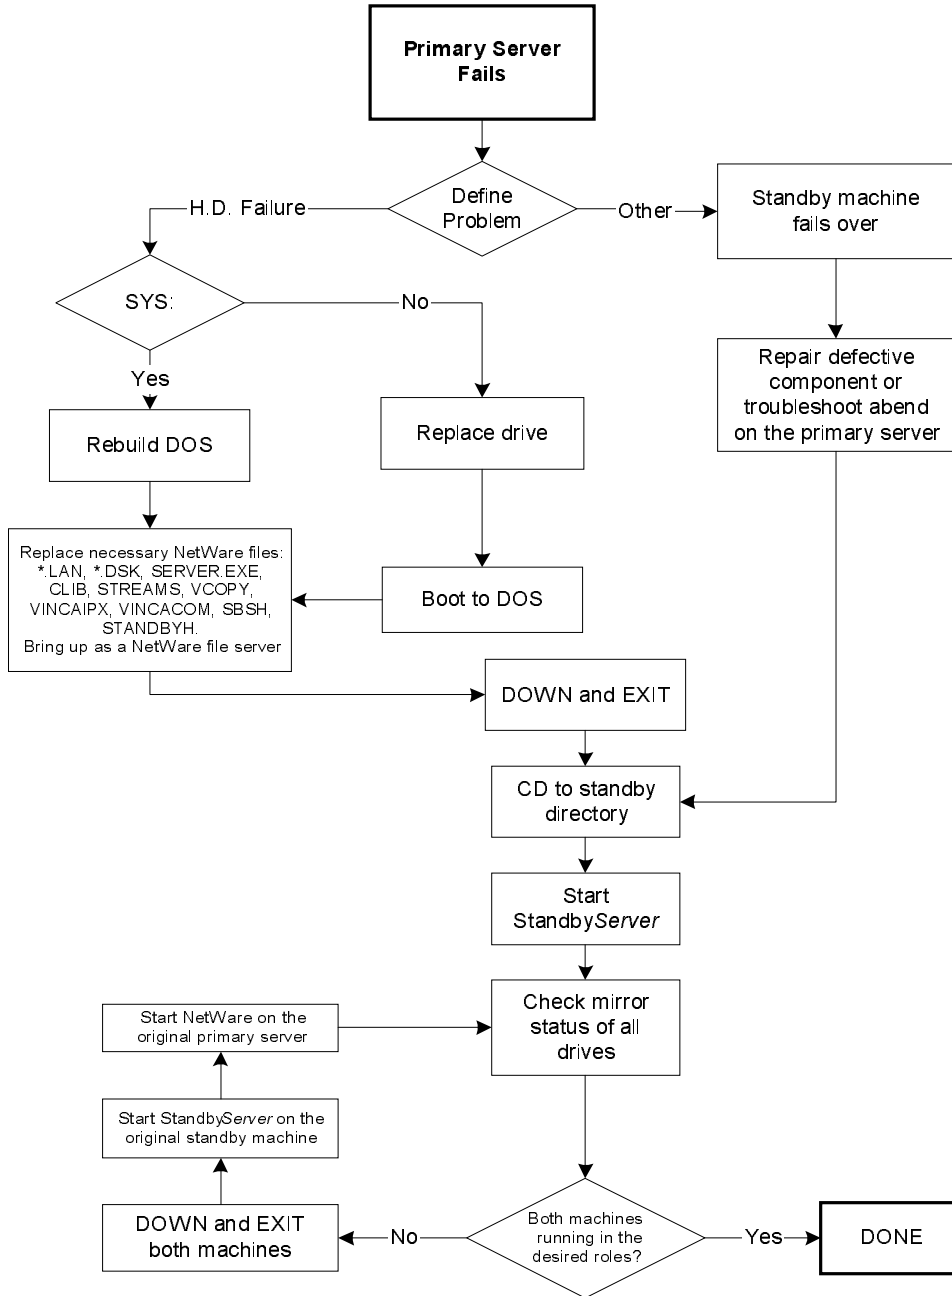 Primary Server
Fails
Define
Problem
H.D. Failure
Other
Standby machine
fails over
SYS:
No
Yes
Repair defective
component or
troubleshoot abend
on the primary server
Rebuild DOS
Replace drive
Replace necessary NetWare files:
*.LAN, *.DSK, SERVER.EXE,
CLIB, STREAMS, VCOPY,
VINCAIPX, VINCACOM, SBSH,
STANDBYH.
Bring up as a NetWare file server
Boot to DOS
DOWN and EXIT
CD to standby
directory
Start
StandbyServer
Check mirror
status of all
drives
Start NetWare on the
original primary server
Start StandbyServer on the
original standby machine
DOWN and EXIT
both machines
No
Both machines
running in the
desired roles?
Yes
DONE